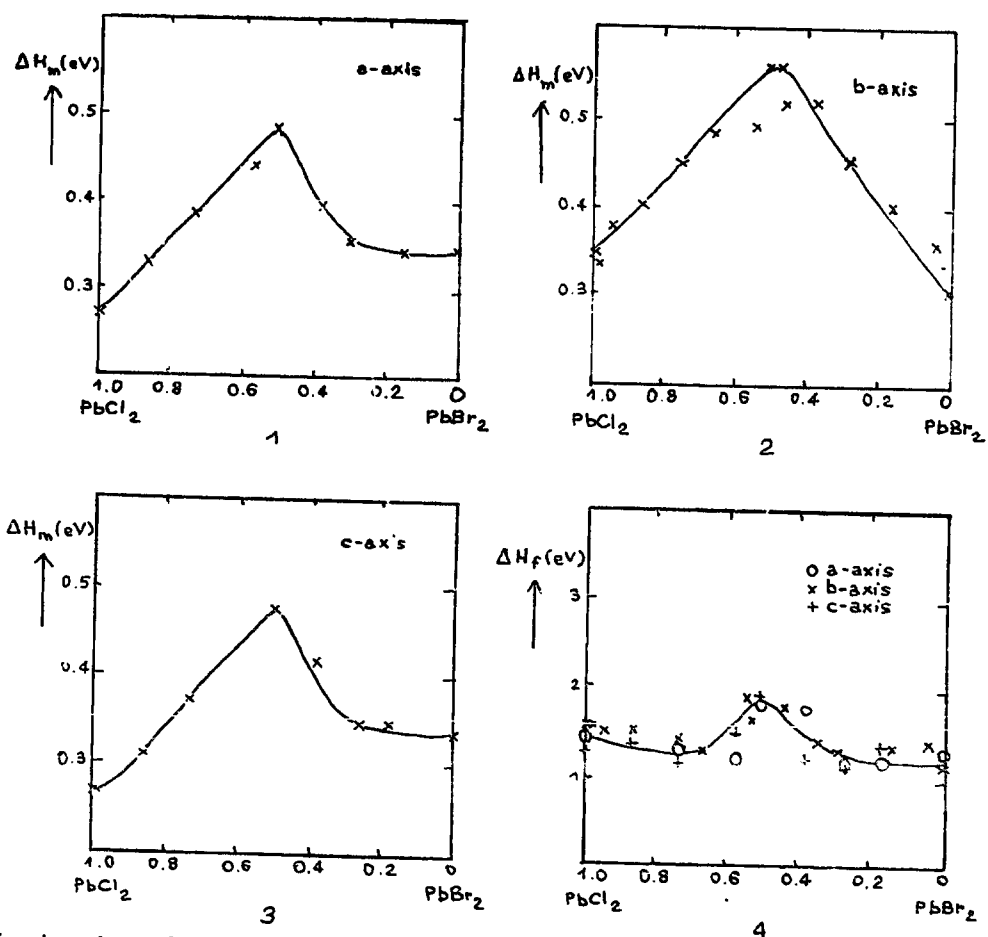 ΔHₘ(eV)
a-axis
0.5
0.4
0.3
1.0 0.8 0.6 0.4 0.2 0
PbCl₂ PbBr₂
1
ΔHₘ(eV)
b-axis
0.5
0.4
0.3
1.0 0.8 0.6 0.4 0.2 0
PbCl₂ PbBr₂
2
ΔHₘ(eV)
c-axis
0.5
0.4
0.3
1.0 0.8 0.6 0.4 0.2 0
PbCl₂ PbBr₂
3
ΔH_f(eV)
o a-axis
x b-axis
+ c-axis
3
2
1
1.0 0.8 0.6 0.4 0.2 0
PbCl₂ PbBr₂
4